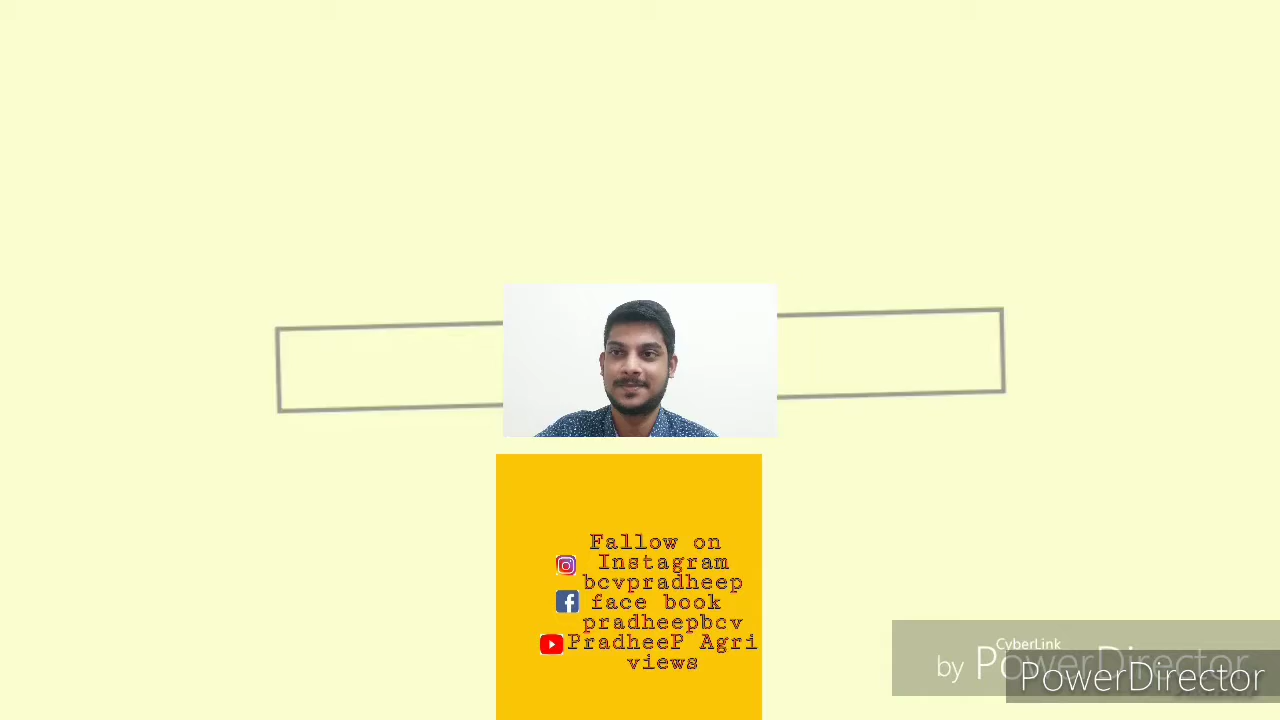 Fallow on
Instagram
bcvpradheep
face book
pradheepbcv
PradheeP Agri
views
CyberLink
by PowerDirector
PowerDirector